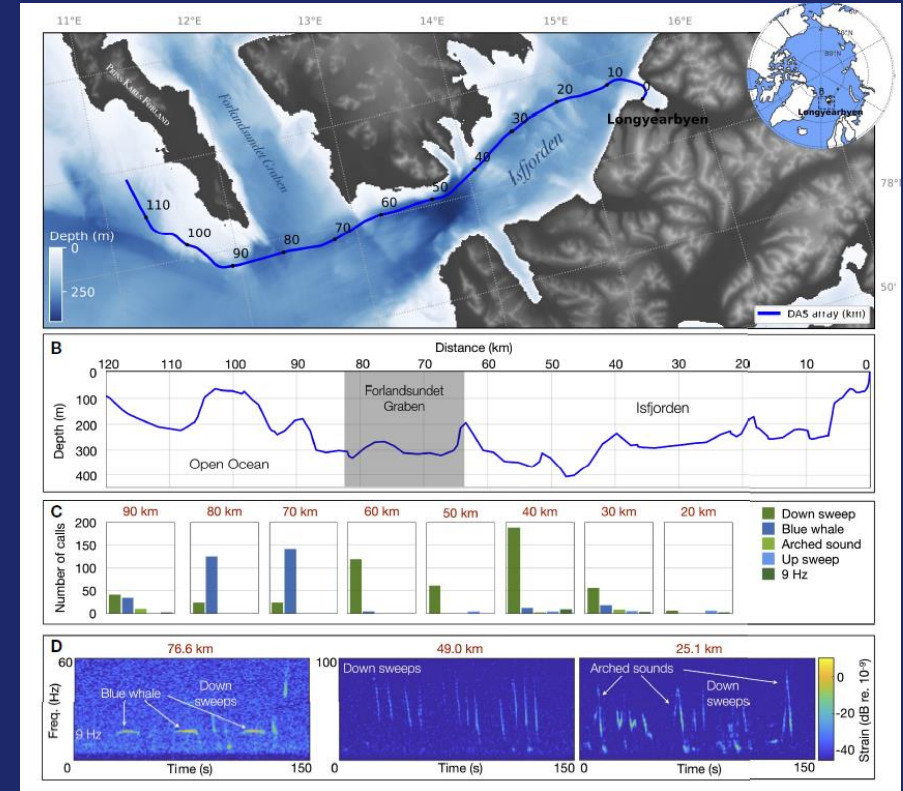 11°E 12°E 13°E 14°E 15°E 16°E
PRINS KARLS FORLAND
Forlandsundet Graben
Isfjorden
10
20
30
40
50
60
70
80
90
100
110
Longyearbyen
Longyearbyen
80°N
78°N
50'
Depth (m)
0
250
DAS array (km)
B
Distance (km)
120 110 100 90 80 70 60 50 40 30 20 10 0
Depth (m)
0
100
200
300
400
Open Ocean
Forlandsundet
Graben
Isfjorden
C
90 km 80 km 70 km 60 km 50 km 40 km 30 km 20 km
Number of calls
200
150
100
50
0
Down sweep
Blue whale
Arched sound
Up sweep
9 Hz
D
76.6 km 49.0 km 25.1 km
Freq. (Hz)
60
Blue whale
Down
sweeps
9 Hz
0 Time (s) 150
100
Down sweeps
0 Time (s) 150
Arched sounds
Down
sweeps
0 Time (s) 150
0
-20
-40
Strain (dB re. 10⁻⁹)